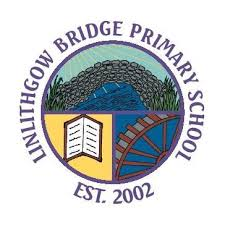 LINLITHGOW BRIDGE PRIMARY SCHOOL
EST. 2002